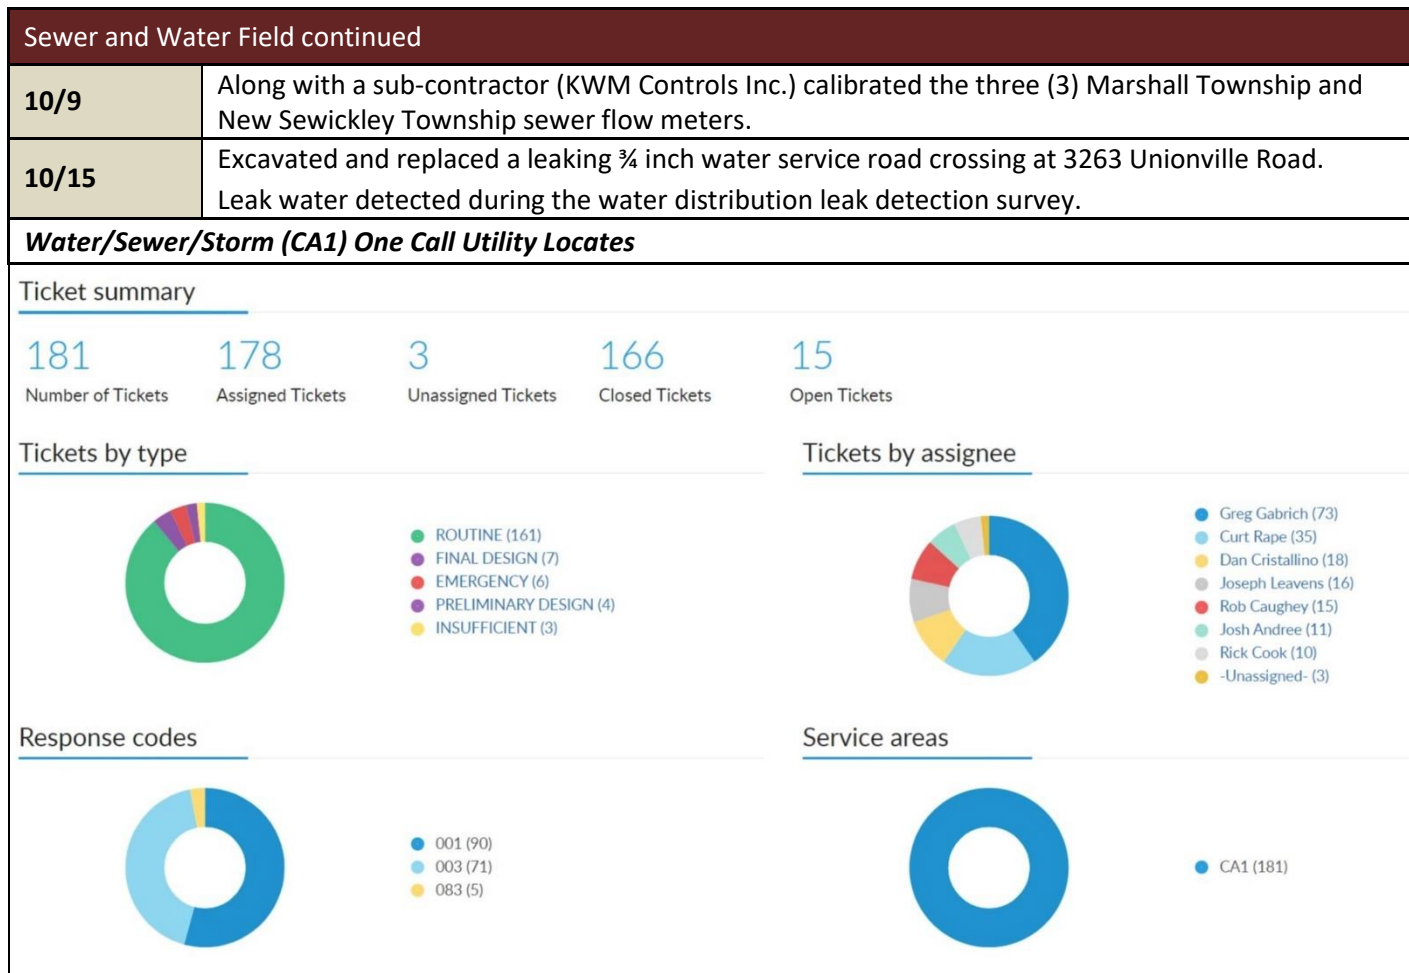 Sewer and Water Field continued
10/9
Along with a sub-contractor (KWM Controls Inc.) calibrated the three (3) Marshall Township and
New Sewickley Township sewer flow meters.
10/15
Excavated and replaced a leaking ¾ inch water service road crossing at 3263 Unionville Road.
Leak water detected during the water distribution leak detection survey.
Water/Sewer/Storm (CA1) One Call Utility Locates
Ticket summary
181 178 3 166 15
Number of Tickets Assigned Tickets Unassigned Tickets Closed Tickets Open Tickets
Tickets by type
ROUTINE (161)
FINAL DESIGN (7)
EMERGENCY (6)
PRELIMINARY DESIGN (4)
INSUFFICIENT (3)
Tickets by assignee
Greg Gabrich (73)
Curt Rape (35)
Dan Cristallino (18)
Joseph Leavens (16)
Rob Caughey (15)
Josh Andree (11)
Rick Cook (10)
-Unassigned- (3)
Response codes
001 (90)
003 (71)
083 (5)
Service areas
CA1 (181)